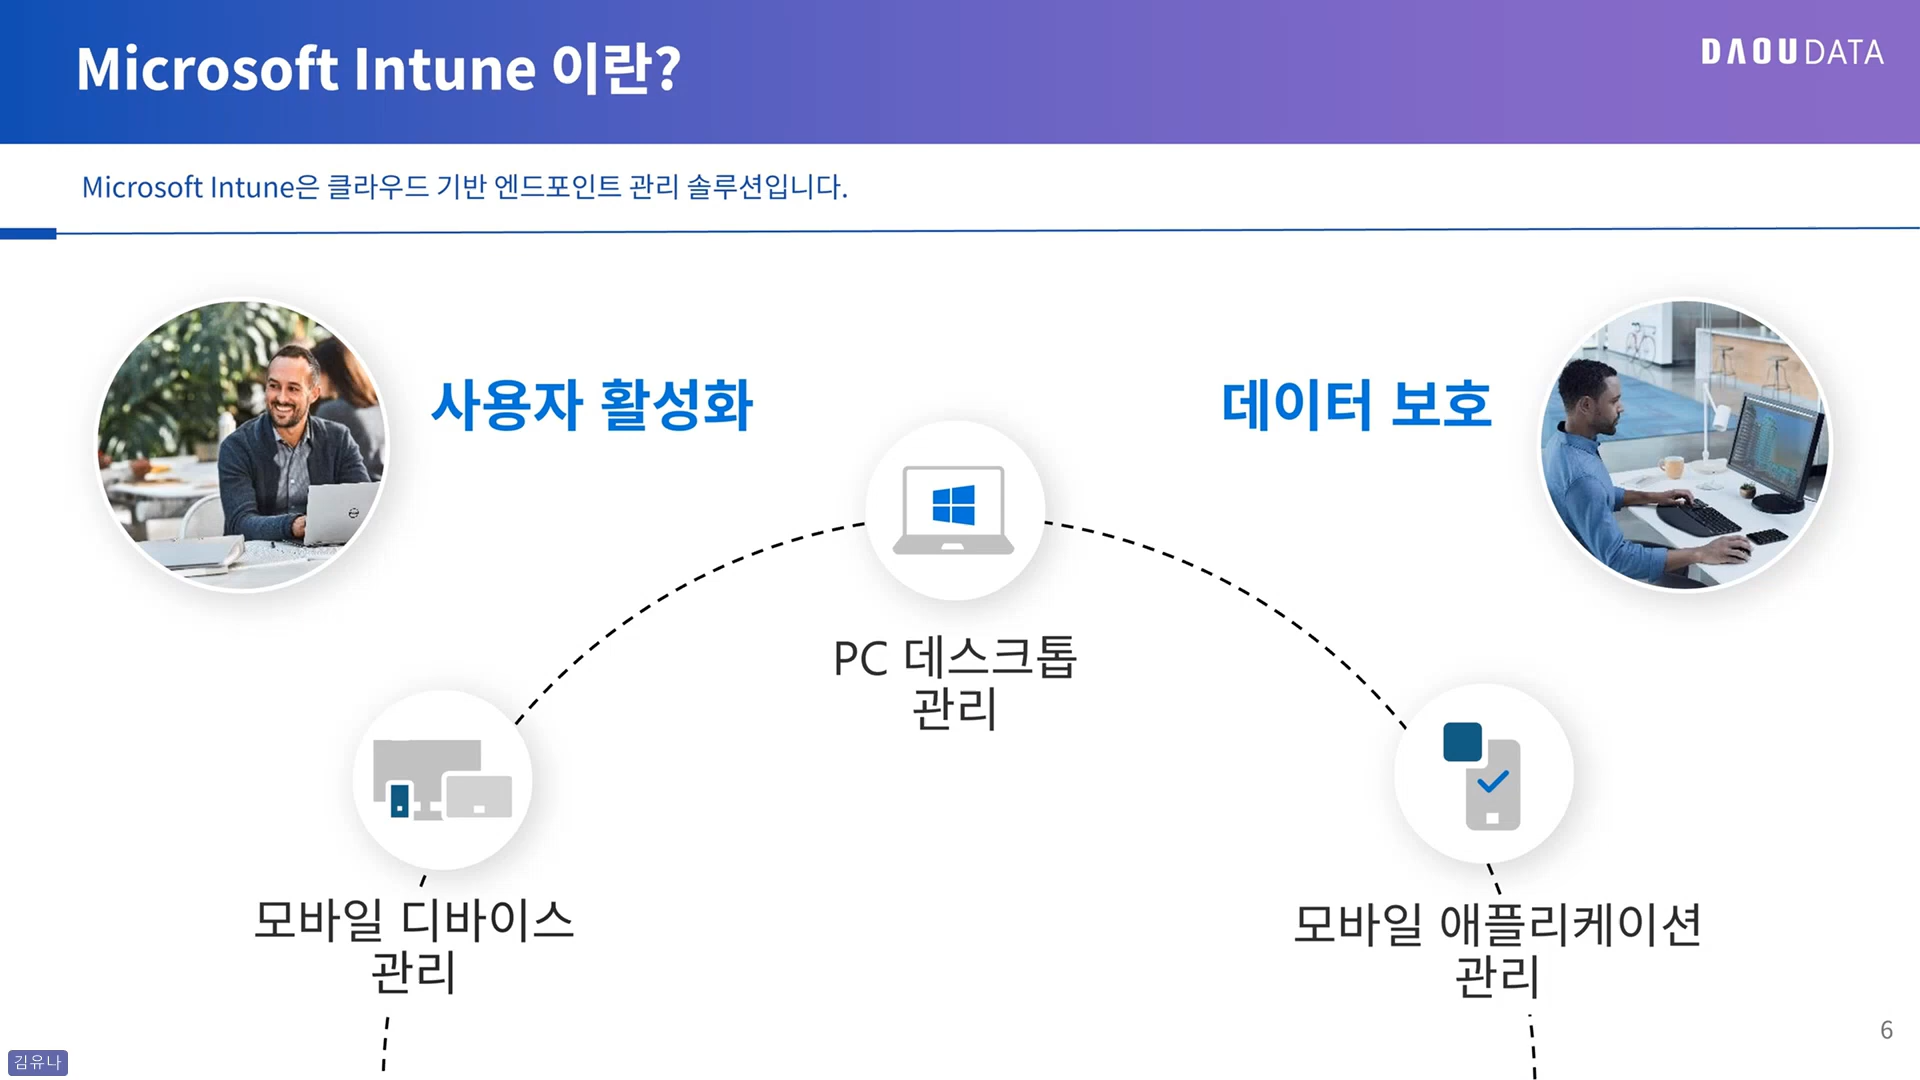 Microsoft Intune 이란?
DAOU DATA
Microsoft Intune은 클라우드 기반 엔드포인트 관리 솔루션입니다.
사용자 활성화
데이터 보호
PC 데스크톱
관리
모바일 디바이스
관리
모바일 애플리케이션
관리
6
김유나